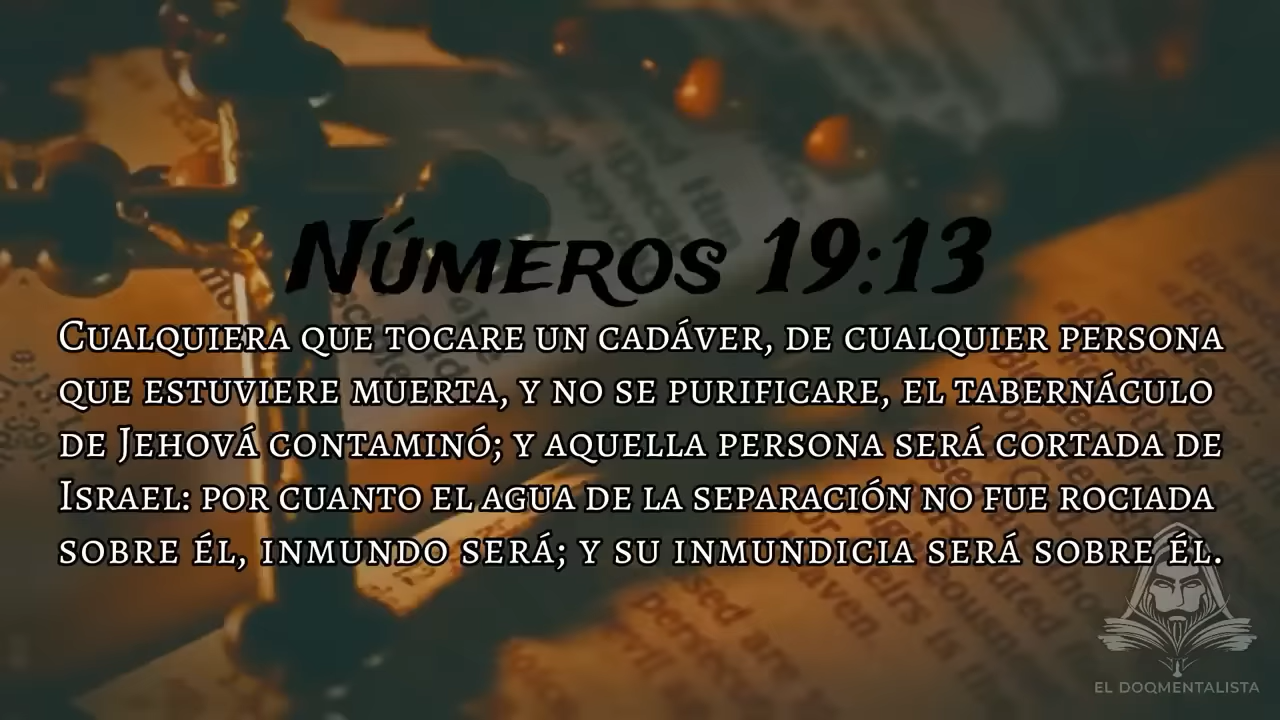 Números 19:13
Cualquiera que tocare un cadáver, de cualquier persona
que estuviere muerta, y no se purificare, el tabernáculo
de Jehová contaminó; y aquella persona será cortada de
Israel: por cuanto el agua de la separación no fue rociada
sobre él, inmundo será; y su inmundicia será sobre él.
EL DOQMENTALISTA